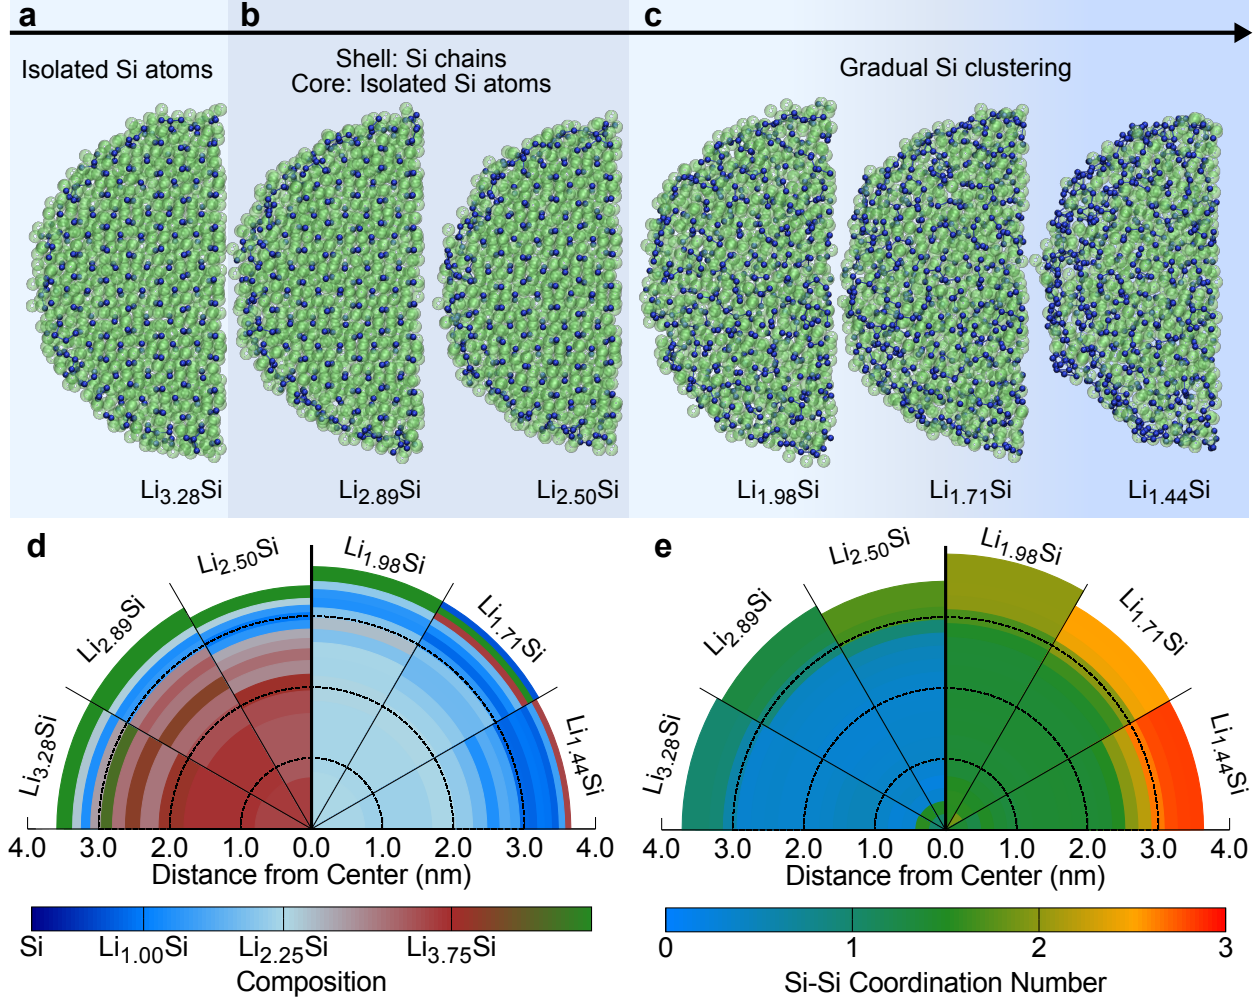 a
b
c
Isolated Si atoms
Shell: Si chains
Core: Isolated Si atoms
Gradual Si clustering
Li3.28Si
Li2.89Si
Li2.50Si
Li1.98Si
Li1.71Si
Li1.44Si
d
Li3.28Si
Li2.89Si
Li2.50Si
Li1.98Si
Li1.71Si
Li1.44Si
4.0 3.0 2.0 1.0 0.0 1.0 2.0 3.0 4.0
Distance from Center (nm)
Si Li1.00Si Li2.25Si Li3.75Si
Composition
e
Li3.28Si
Li2.89Si
Li2.50Si
Li1.98Si
Li1.71Si
Li1.44Si
4.0 3.0 2.0 1.0 0.0 1.0 2.0 3.0 4.0
Distance from Center (nm)
0 1 2 3
Si-Si Coordination Number